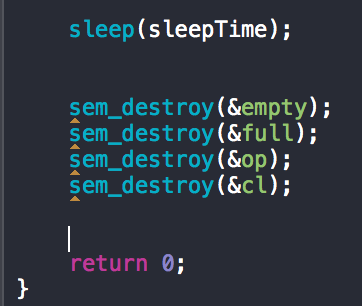 sleep(sleepTime);
sem_destroy(&empty);
sem_destroy(&full);
sem_destroy(&op);
sem_destroy(&cl);
return 0;
}